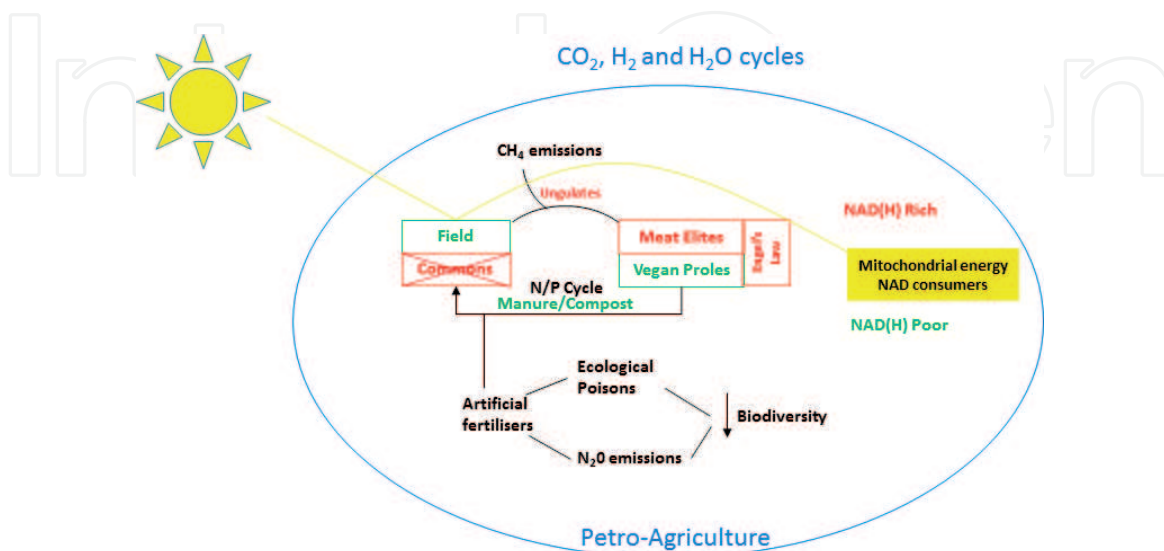 CO₂, H₂ and H₂O cycles
CH₄ emissions
Ungulates
NAD(H) Rich
Field
Meat Elites
Engel's
Law
Commons
Vegan Proles
Mitochondrial energy
NAD consumers
N/P Cycle
Manure/Compost
NAD(H) Poor
Ecological
Poisons
Artificial
fertilisers
Biodiversity
N₂0 emissions
Petro-Agriculture